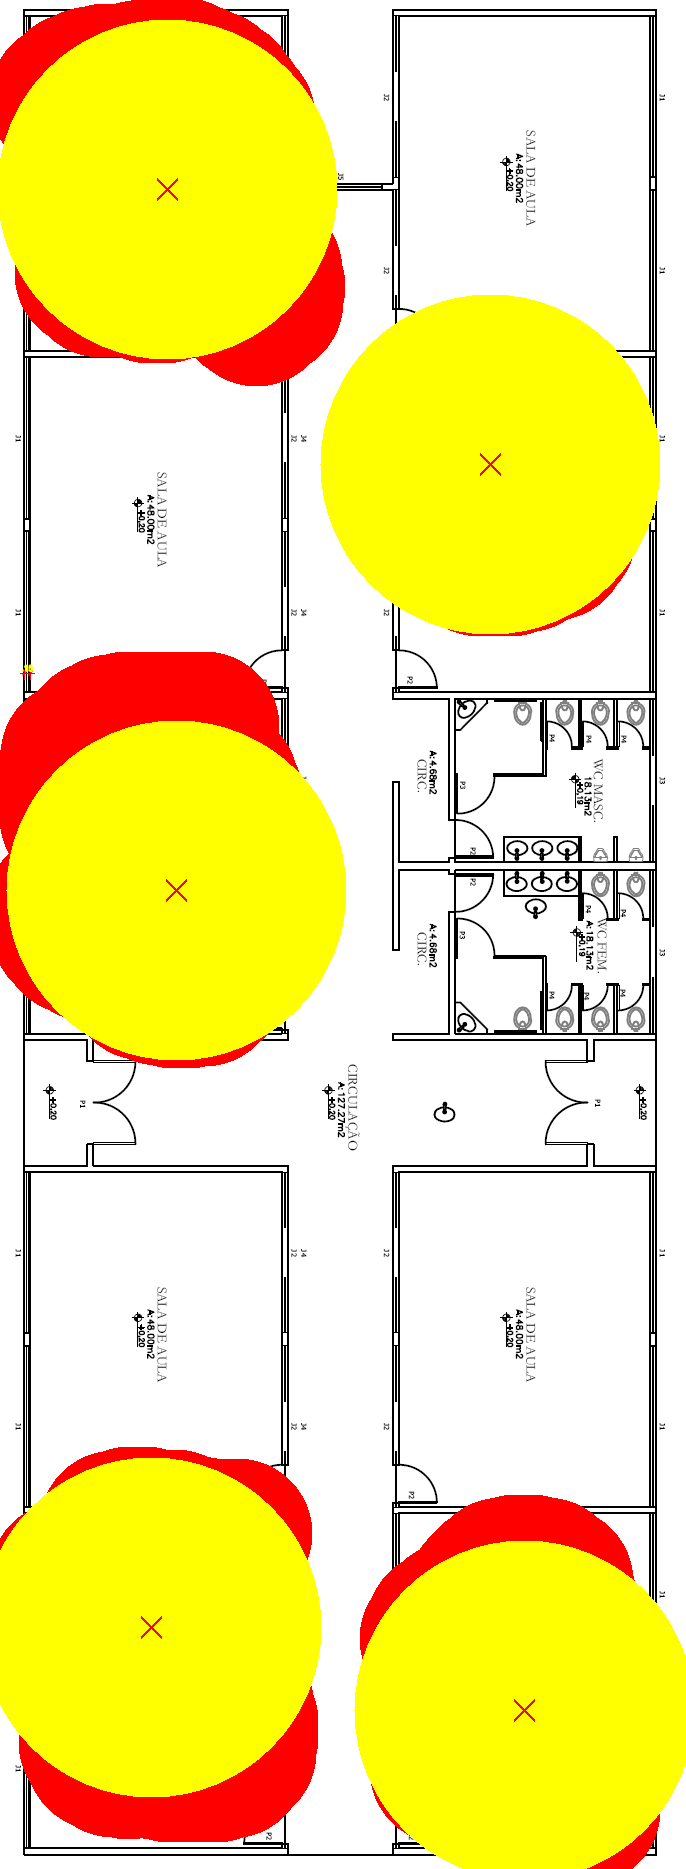 J2
J1
SALA DE AULA
A:48.00m2
+0,20
J5
J2
J1
J1
J2
J4
J1
SALA DE AULA
A:48.00m2
+0,20
J1
J2
J4
J1
P2
P4
P4
P4
WC MASC.
18.13m2
+0,19
J3
CIRC.
A:4.68m2
P3
P2
P2
P4
P4
WC FEM.
A:18.13m2
+0,19
J3
CIRC.
A:4.68m2
P3
P4
P4
P4
P1
+0,20
CIRCULAÇÃO
A:127.27m2
+0,20
P1
+0,20
J1
J2
J4
J2
J1
SALA DE AULA
A:48.00m2
+0,20
SALA DE AULA
A:48.00m2
+0,20
J1
J2
J4
J2
J1
P2
J1
J1
P2
P2